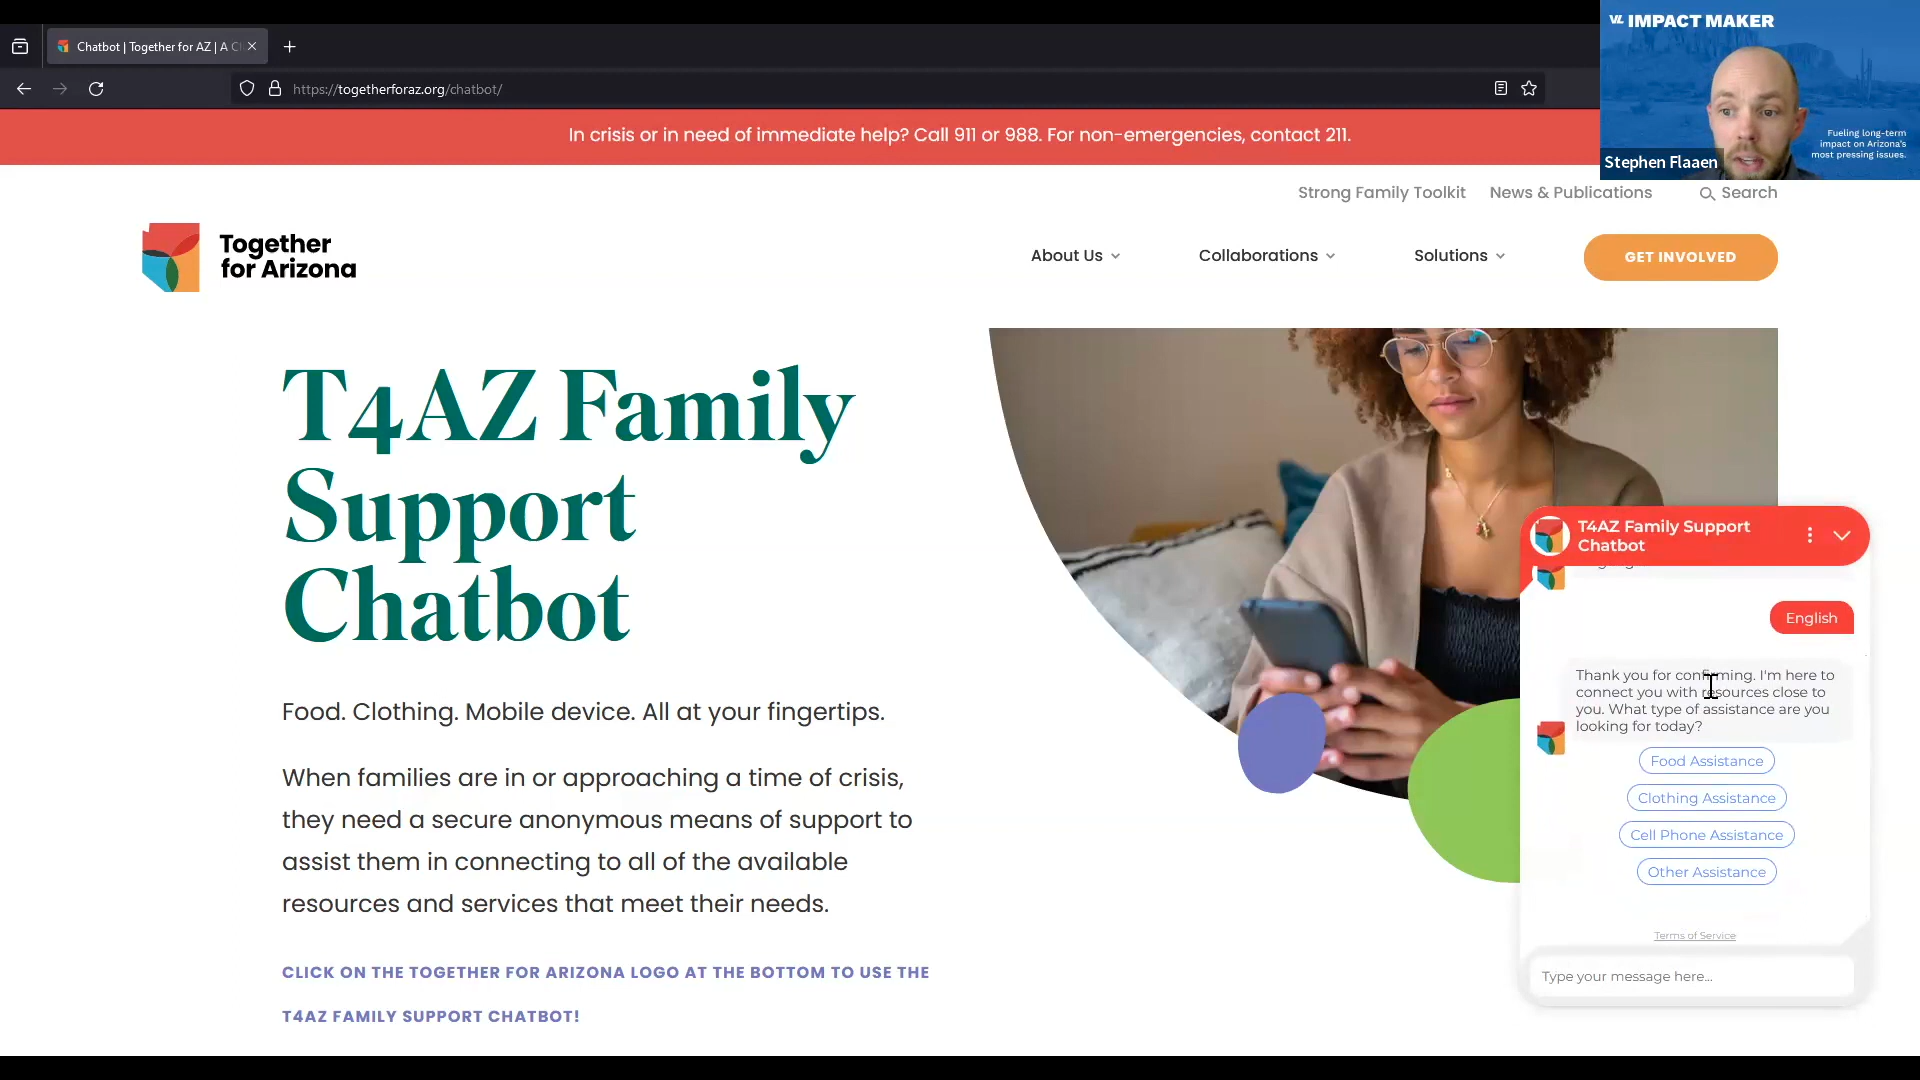 Chatbot | Together for AZ | A C
https://togetherforaz.org/chatbot/
VL IMPACT MAKER
Fueling long-term
impact on Arizona's
most pressing issues.
Stephen Flaaen
In crisis or in need of immediate help? Call 911 or 988. For non-emergencies, contact 211.
Strong Family Toolkit News & Publications Search
Together
for Arizona
About Us Collaborations Solutions GET INVOLVED
T4AZ Family
Support
Chatbot
Food. Clothing. Mobile device. All at your fingertips.
When families are in or approaching a time of crisis,
they need a secure anonymous means of support to
assist them in connecting to all of the available
resources and services that meet their needs.
CLICK ON THE TOGETHER FOR ARIZONA LOGO AT THE BOTTOM TO USE THE
T4AZ FAMILY SUPPORT CHATBOT!
T4AZ Family Support
Chatbot
English
Thank you for confirming. I'm here to
connect you with resources close to
you. What type of assistance are you
looking for today?
Food Assistance
Clothing Assistance
Cell Phone Assistance
Other Assistance
Terms of Service
Type your message here...